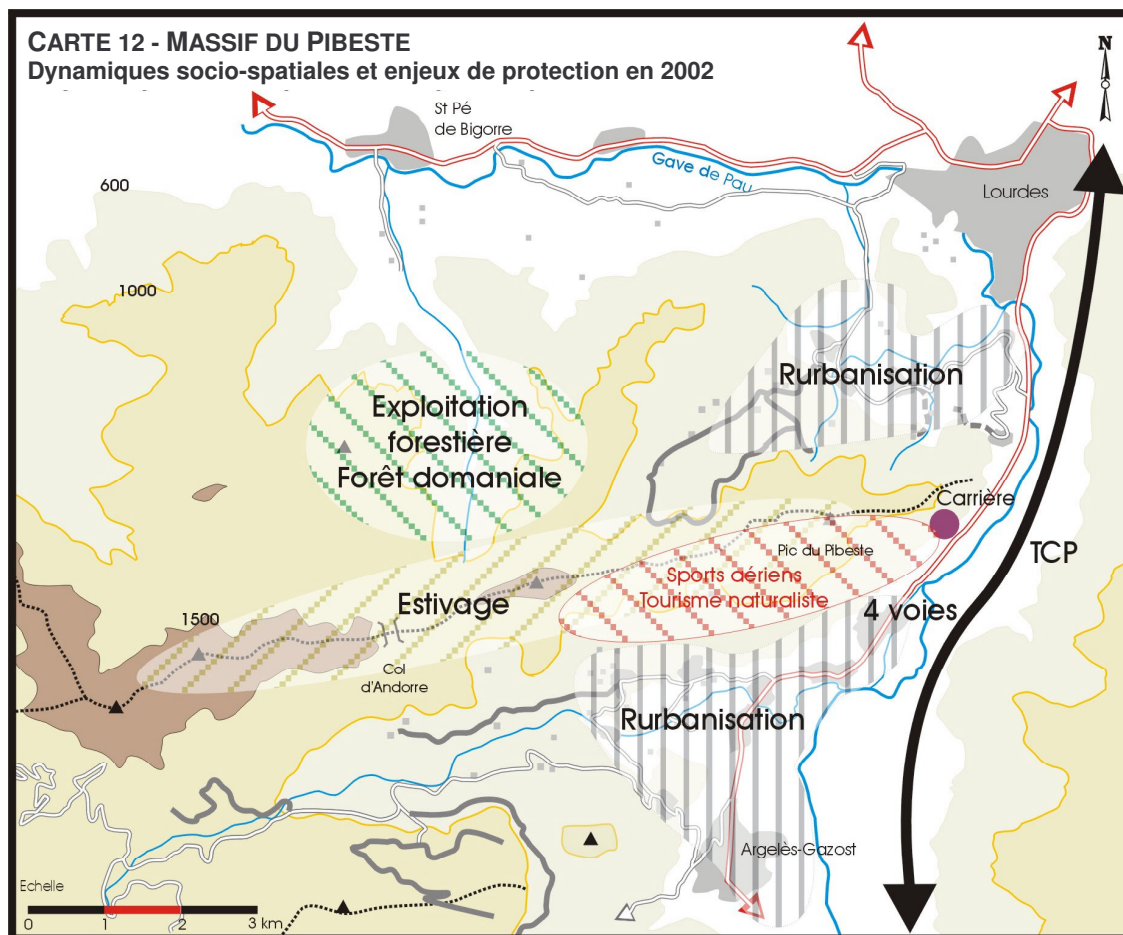 CARTE 12 - MASSIF DU PIBESTE
Dynamiques socio-spatiales et enjeux de protection en 2002
N
St Pé
de Bigorre
Gave de Pau
Lourdes
600
1000
Rurbanisation
Exploitation
forestière
Forêt domaniale
Carrière
Pic du Pibeste
TCP
Sports aériens
Tourisme naturaliste
Estivage
4 voies
1500
Col
d'Andorre
Rurbanisation
Argelès-Gazost
Echelle
0 1 2 3 km